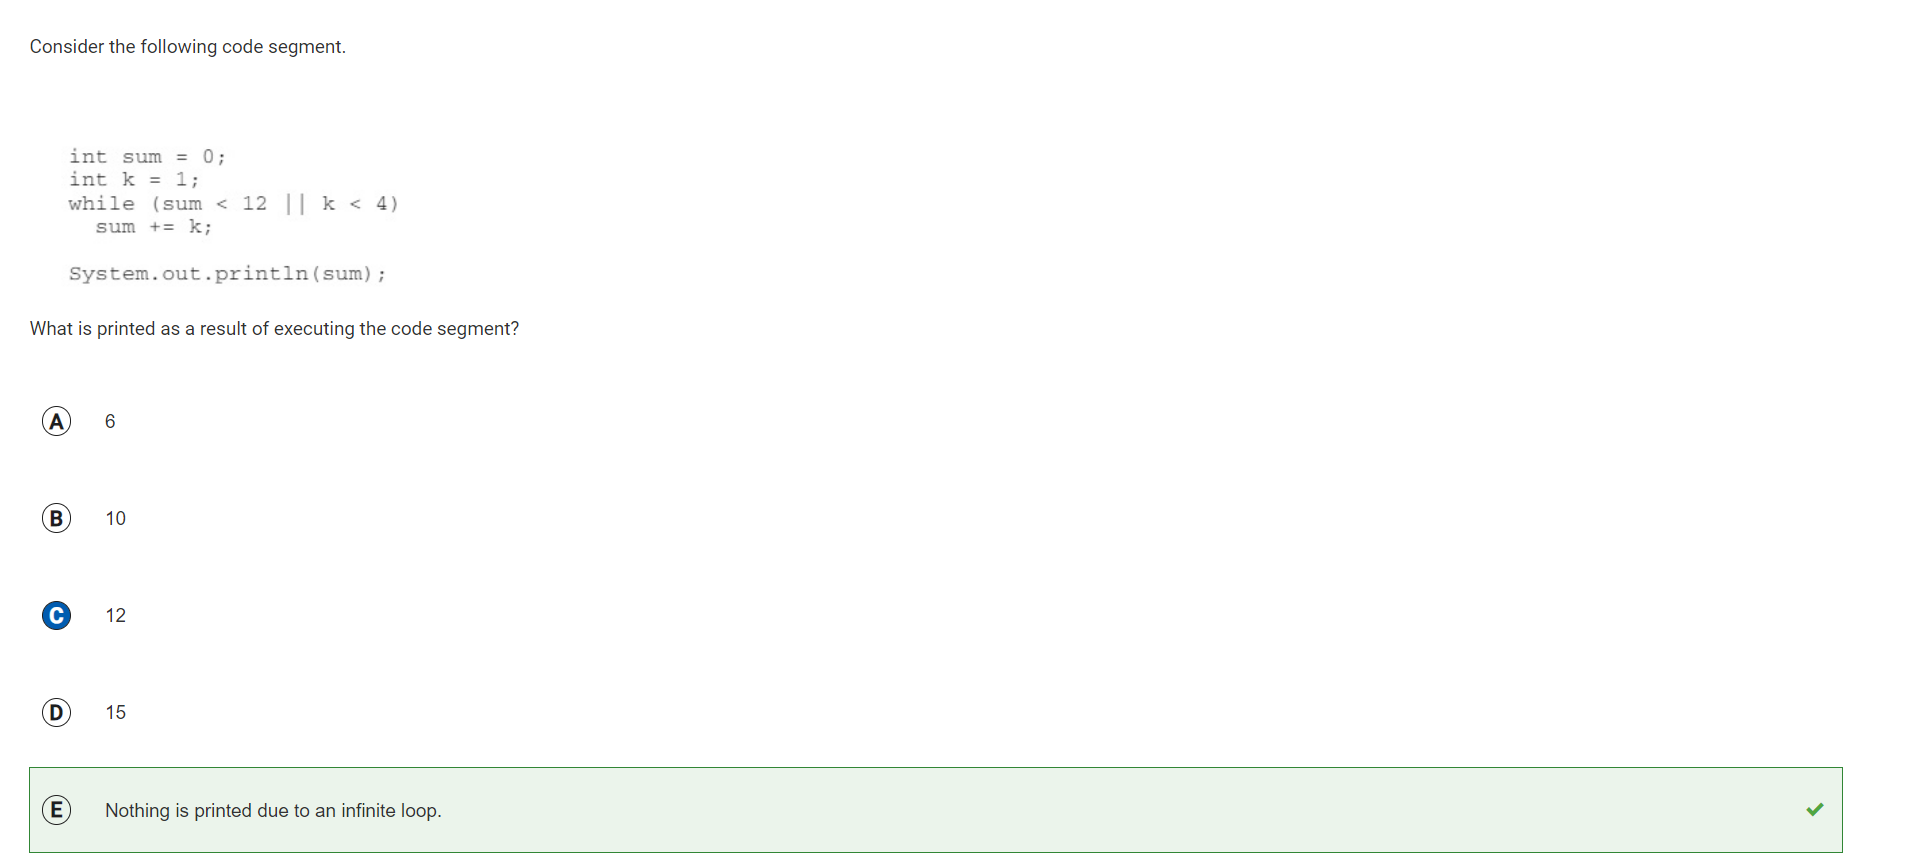 Consider the following code segment.
int sum = 0;
int k = 1;
while (sum < 12 || k < 4)
sum += k;
System.out.println(sum);
What is printed as a result of executing the code segment?
A 6
B 10
C 12
D 15
E Nothing is printed due to an infinite loop.